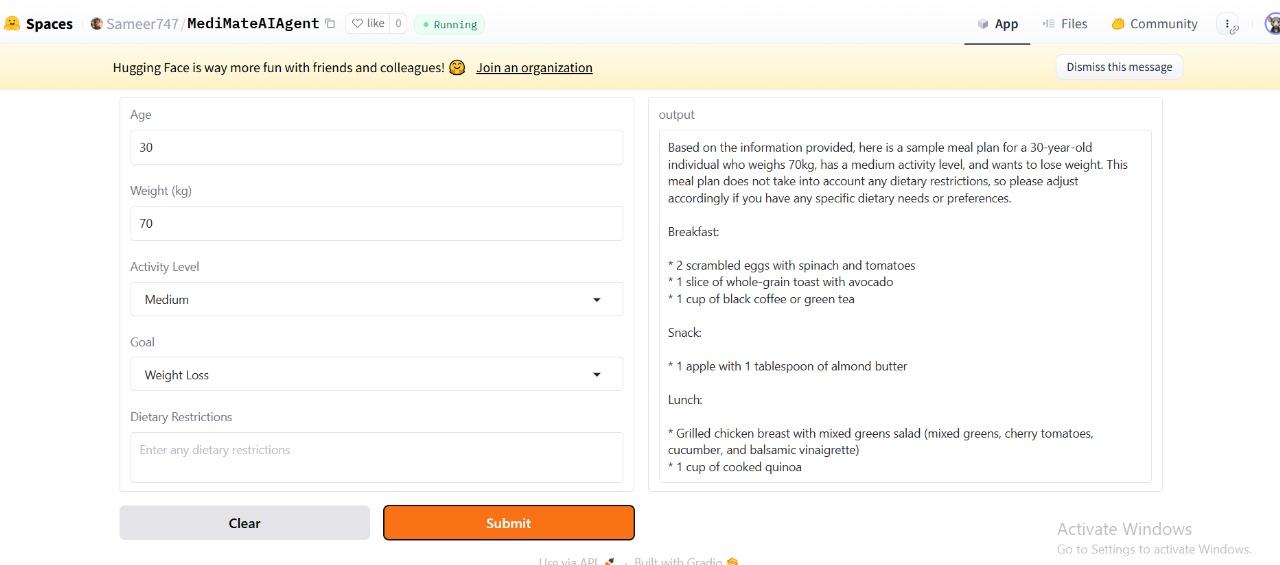 Spaces
Sameer747/MediMateAIAgent
like 0
Running
App
Files
Community
Hugging Face is way more fun with friends and colleagues! 🤗 Join an organization
Dismiss this message
Age
30
Weight (kg)
70
Activity Level
Medium
Goal
Weight Loss
Dietary Restrictions
Enter any dietary restrictions
Clear
Submit
output
Based on the information provided, here is a sample meal plan for a 30-year-old
individual who weighs 70kg, has a medium activity level, and wants to lose weight. This
meal plan does not take into account any dietary restrictions, so please adjust
accordingly if you have any specific dietary needs or preferences.
Breakfast:
* 2 scrambled eggs with spinach and tomatoes
* 1 slice of whole-grain toast with avocado
* 1 cup of black coffee or green tea
Snack:
* 1 apple with 1 tablespoon of almond butter
Lunch:
* Grilled chicken breast with mixed greens salad (mixed greens, cherry tomatoes,
cucumber, and balsamic vinaigrette)
* 1 cup of cooked quinoa
Use via API 🚀 · Built with Gradio
Activate Windows
Go to Settings to activate Windows.